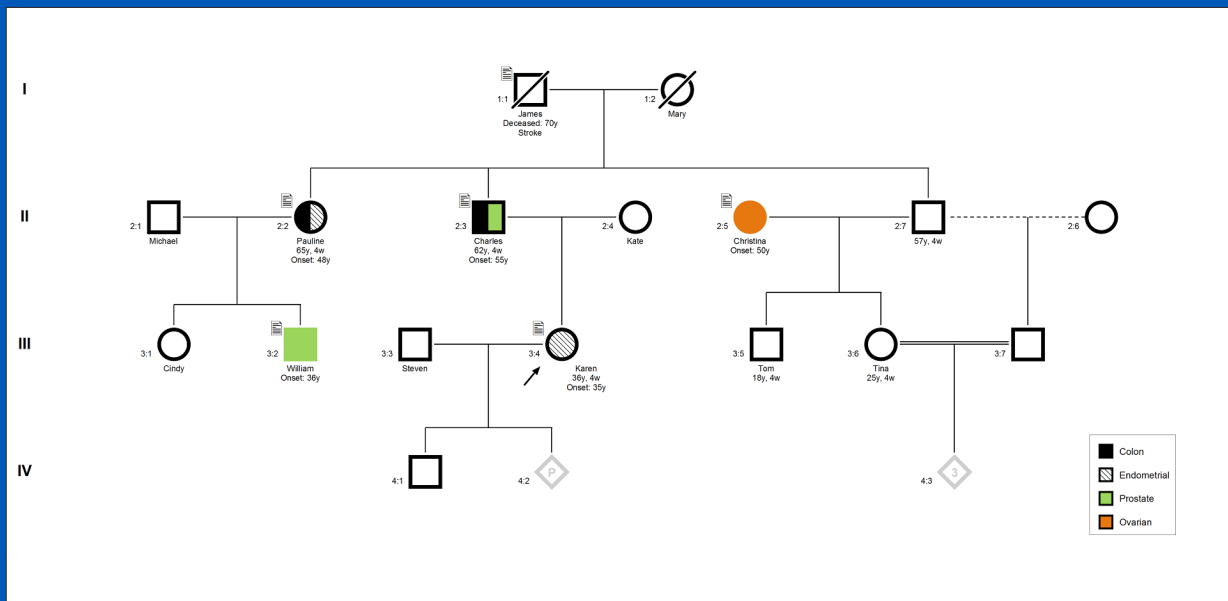 I
1:1
James
Deceased: 70y
Stroke
1:2
Mary
II
2:1
Michael
2:2
Pauline
65y, 4w
Onset: 48y
2:3
Charles
62y, 4w
Onset: 55y
2:4
Kate
2:5
Christina
Onset: 50y
2:7
57y, 4w
2:6
III
3:1
Cindy
3:2
William
Onset: 36y
3:3
Steven
3:4
Karen
36y, 4w
Onset: 35y
3:5
Tom
18y, 4w
3:6
Tina
25y, 4w
3:7
IV
4:1
4:2
P
4:3
3
Colon
Endometrial
Prostate
Ovarian